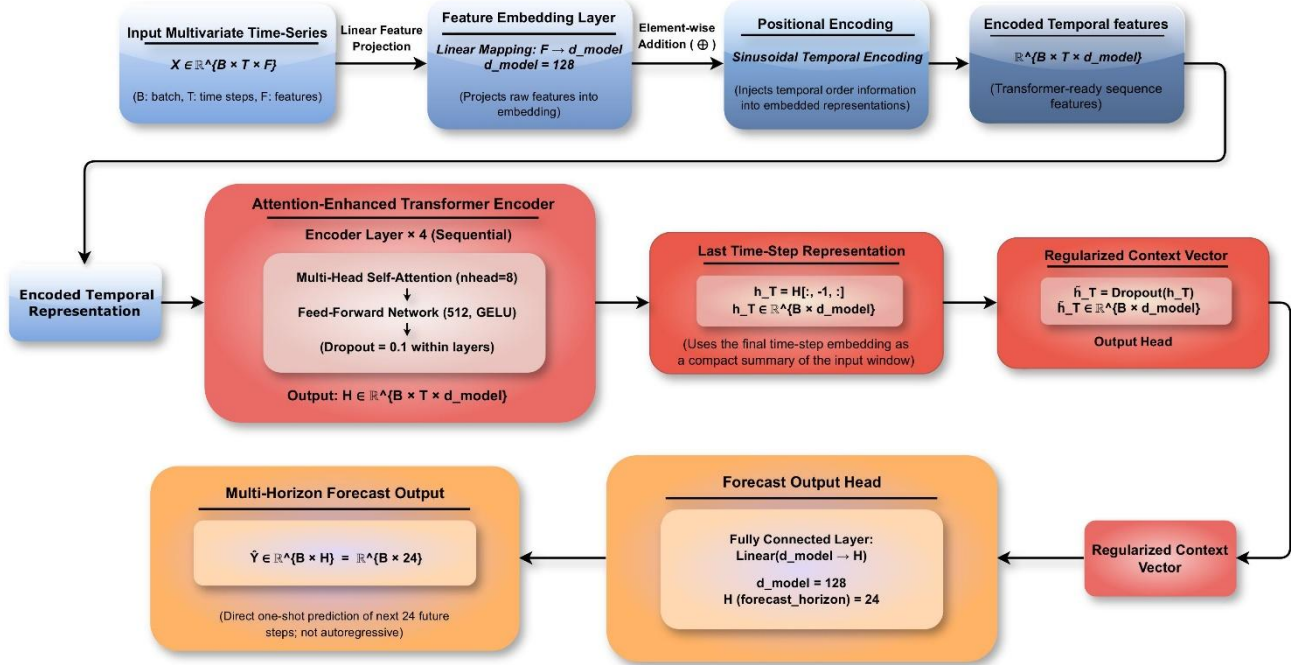 Input Multivariate Time-Series
X ∈ ℝ^{B × T × F}
(B: batch, T: time steps, F: features)
Linear Feature
Projection
Feature Embedding Layer
Linear Mapping: F → d_model
d_model = 128
(Projects raw features into
embedding)
Element-wise
Addition ( ⊕ )
Positional Encoding
Sinusoidal Temporal Encoding
(Injects temporal order information
into embedded representations)
Encoded Temporal features
ℝ^{B × T × d_model}
(Transformer-ready sequence
features)
Encoded Temporal
Representation
Attention-Enhanced Transformer Encoder
Encoder Layer × 4 (Sequential)
Multi-Head Self-Attention (nhead=8)
Feed-Forward Network (512, GELU)
(Dropout = 0.1 within layers)
Output: H ∈ ℝ^{B × T × d_model}
Last Time-Step Representation
h_T = H[:, -1, :]
h_T ∈ ℝ^{B × d_model}
(Uses the final time-step embedding as
a compact summary of the input window)
Regularized Context Vector
h̃_T = Dropout(h_T)
h̃_T ∈ ℝ^{B × d_model}
Output Head
Regularized Context
Vector
Forecast Output Head
Fully Connected Layer:
Linear(d_model → H)
d_model = 128
H (forecast_horizon) = 24
Multi-Horizon Forecast Output
Ŷ ∈ ℝ^{B × H} = ℝ^{B × 24}
(Direct one-shot prediction of next 24 future
steps; not autoregressive)